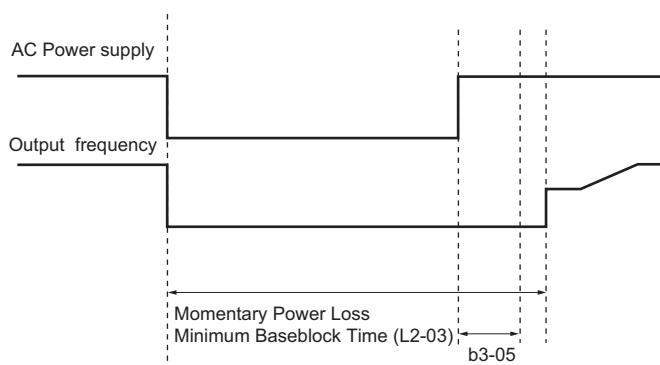 AC Power supply
Output frequency
Momentary Power Loss
Minimum Baseblock Time (L2-03)
b3-05